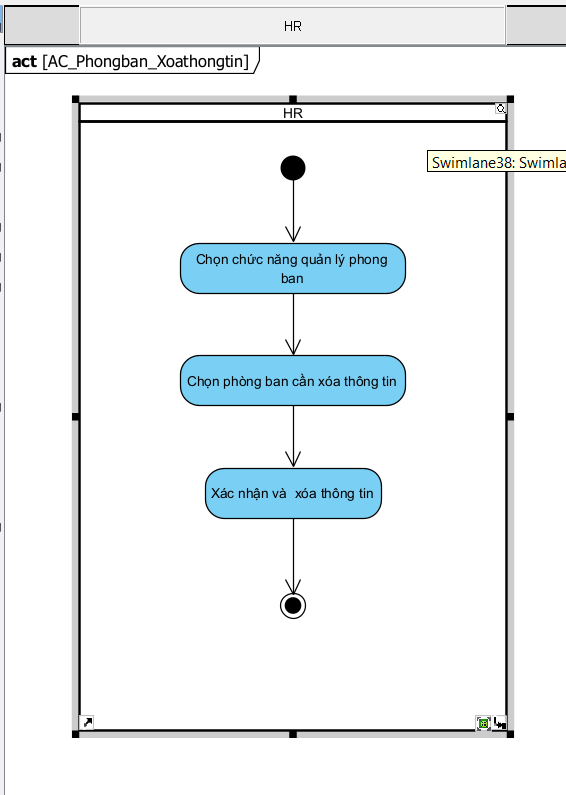 HR
act [AC_Phongban_Xoathongtin]
HR
Swimlane38: Swimla
Chọn chức năng quản lý phong
ban
Chọn phòng ban cần xóa thông tin
Xác nhận và  xóa thông tin